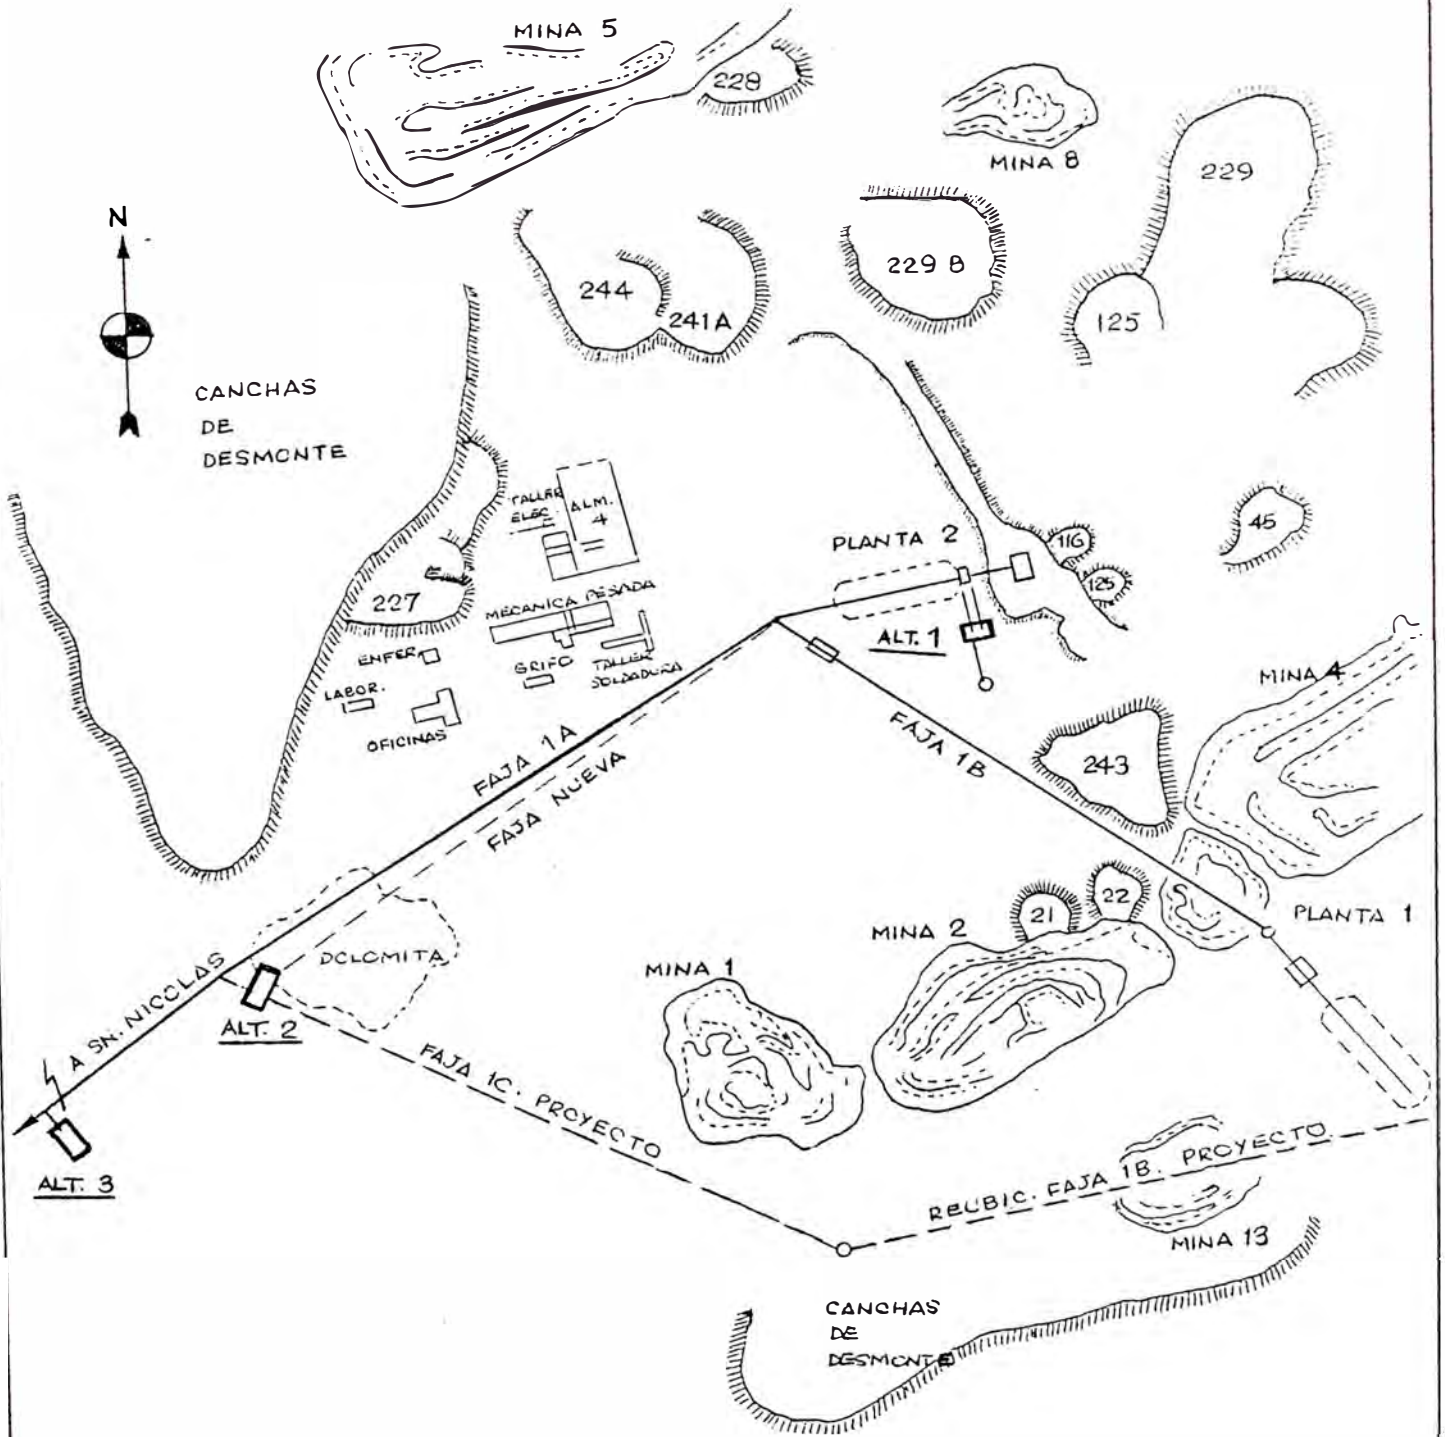 MINA 5
228
MINA 8
229
N
229 B
244
241A
125
CANCHAS
DE
DESMONTE
TALLER
ELEC.
ALM.
4
45
PLANTA 2
116
125
227
MECANICA PESADA
ALT. 1
ENFER.
GRIFO
TALLER
SOLDADURA
LABOR.
OFICINAS
MINA 4
FAJA 1A
FAJA NUEVA
FAJA 1B
243
22
21
PLANTA 1
MINA 2
DOLOMITA
MINA 1
A SN. NICOLAS
ALT. 2
FAJA 1C. PROYECTO
ALT. 3
REUBIC. FAJA 1B. PROYECTO
MINA 13
CANCHAS
DE
DESMONTE